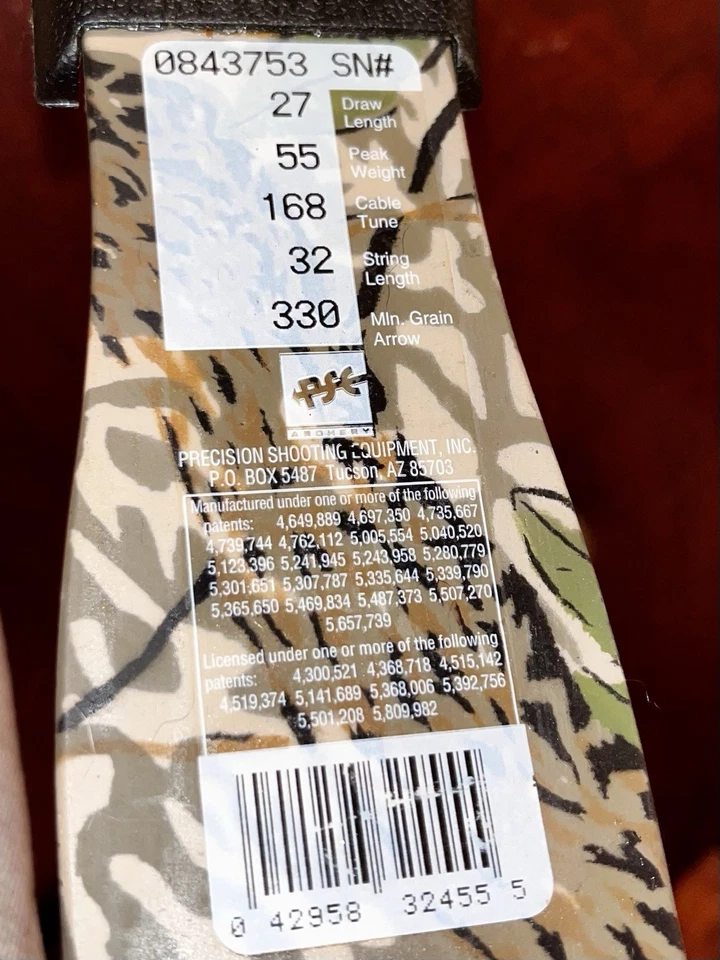 0843753 SN#
27 Draw Length
55 Peak Weight
168 Cable Tune
32 String Length
330 MIn. Grain Arrow
PSE
ARCHERY
PRECISION SHOOTING EQUIPMENT, INC.
P.O. BOX 5487 Tucson, AZ 85703
Manufactured under one or more of the following
patents: 4,649,889 4,697,350 4,735,667
4,739,744 4,762,112 5,005,554 5,040,520
5,123,396 5,241,945 5,243,958 5,280,779
5,301,651 5,307,787 5,335,644 5,339,790
5,365,650 5,469,834 5,487,373 5,507,270
5,657,739
Licensed under one or more of the following
patents: 4,300,521 4,368,718 4,515,142
4,519,374 5,141,689 5,368,006 5,392,756
5,501,208 5,809,982
0 42958 32455 5